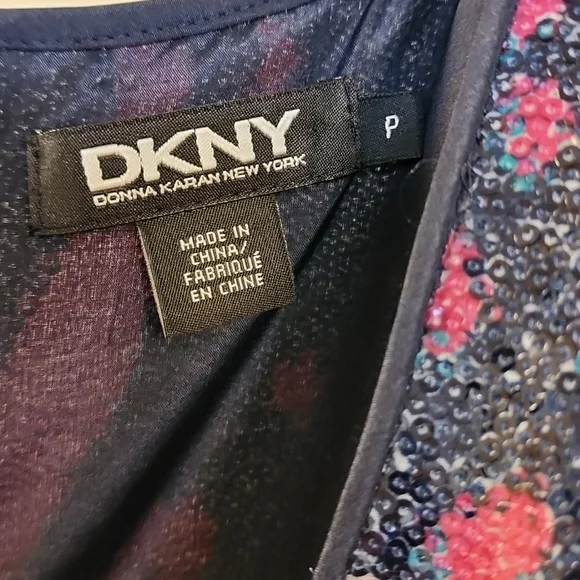 DKNY
DONNA KARAN NEW YORK
P
MADE IN
CHINA/
FABRIQUÉ
EN CHINE